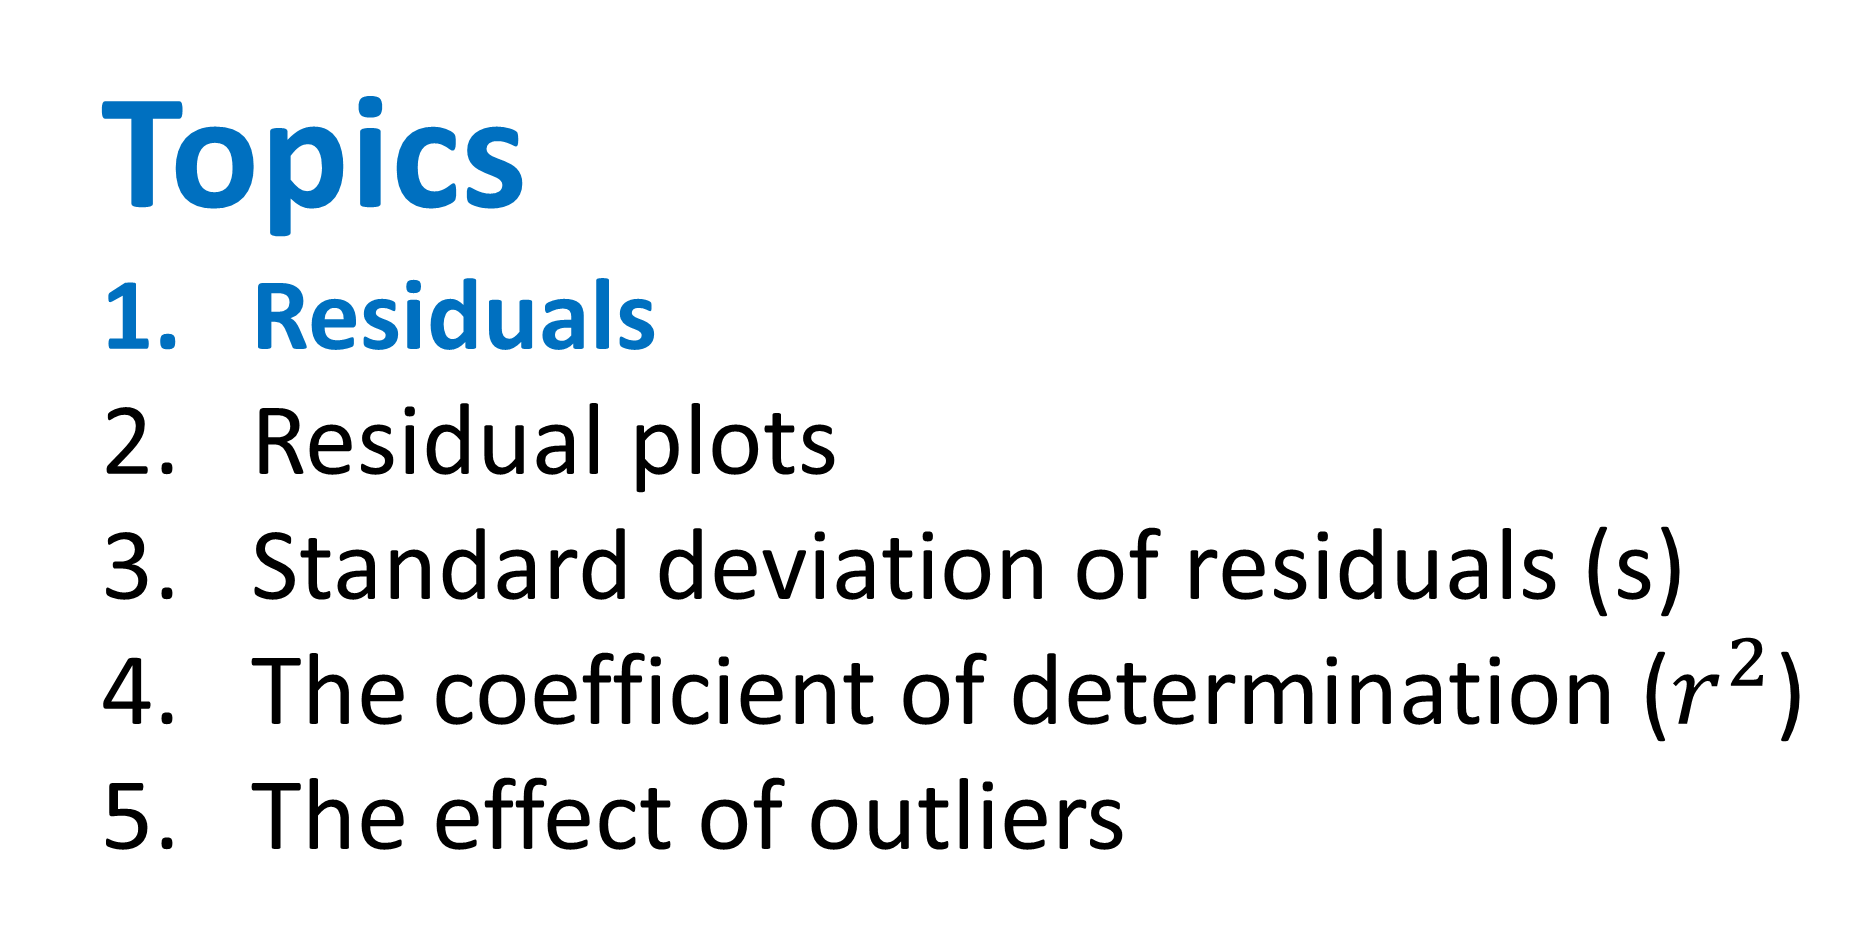 Topics
1. Residuals
2. Residual plots
3. Standard deviation of residuals (s)
4. The coefficient of determination (r²)
5. The effect of outliers